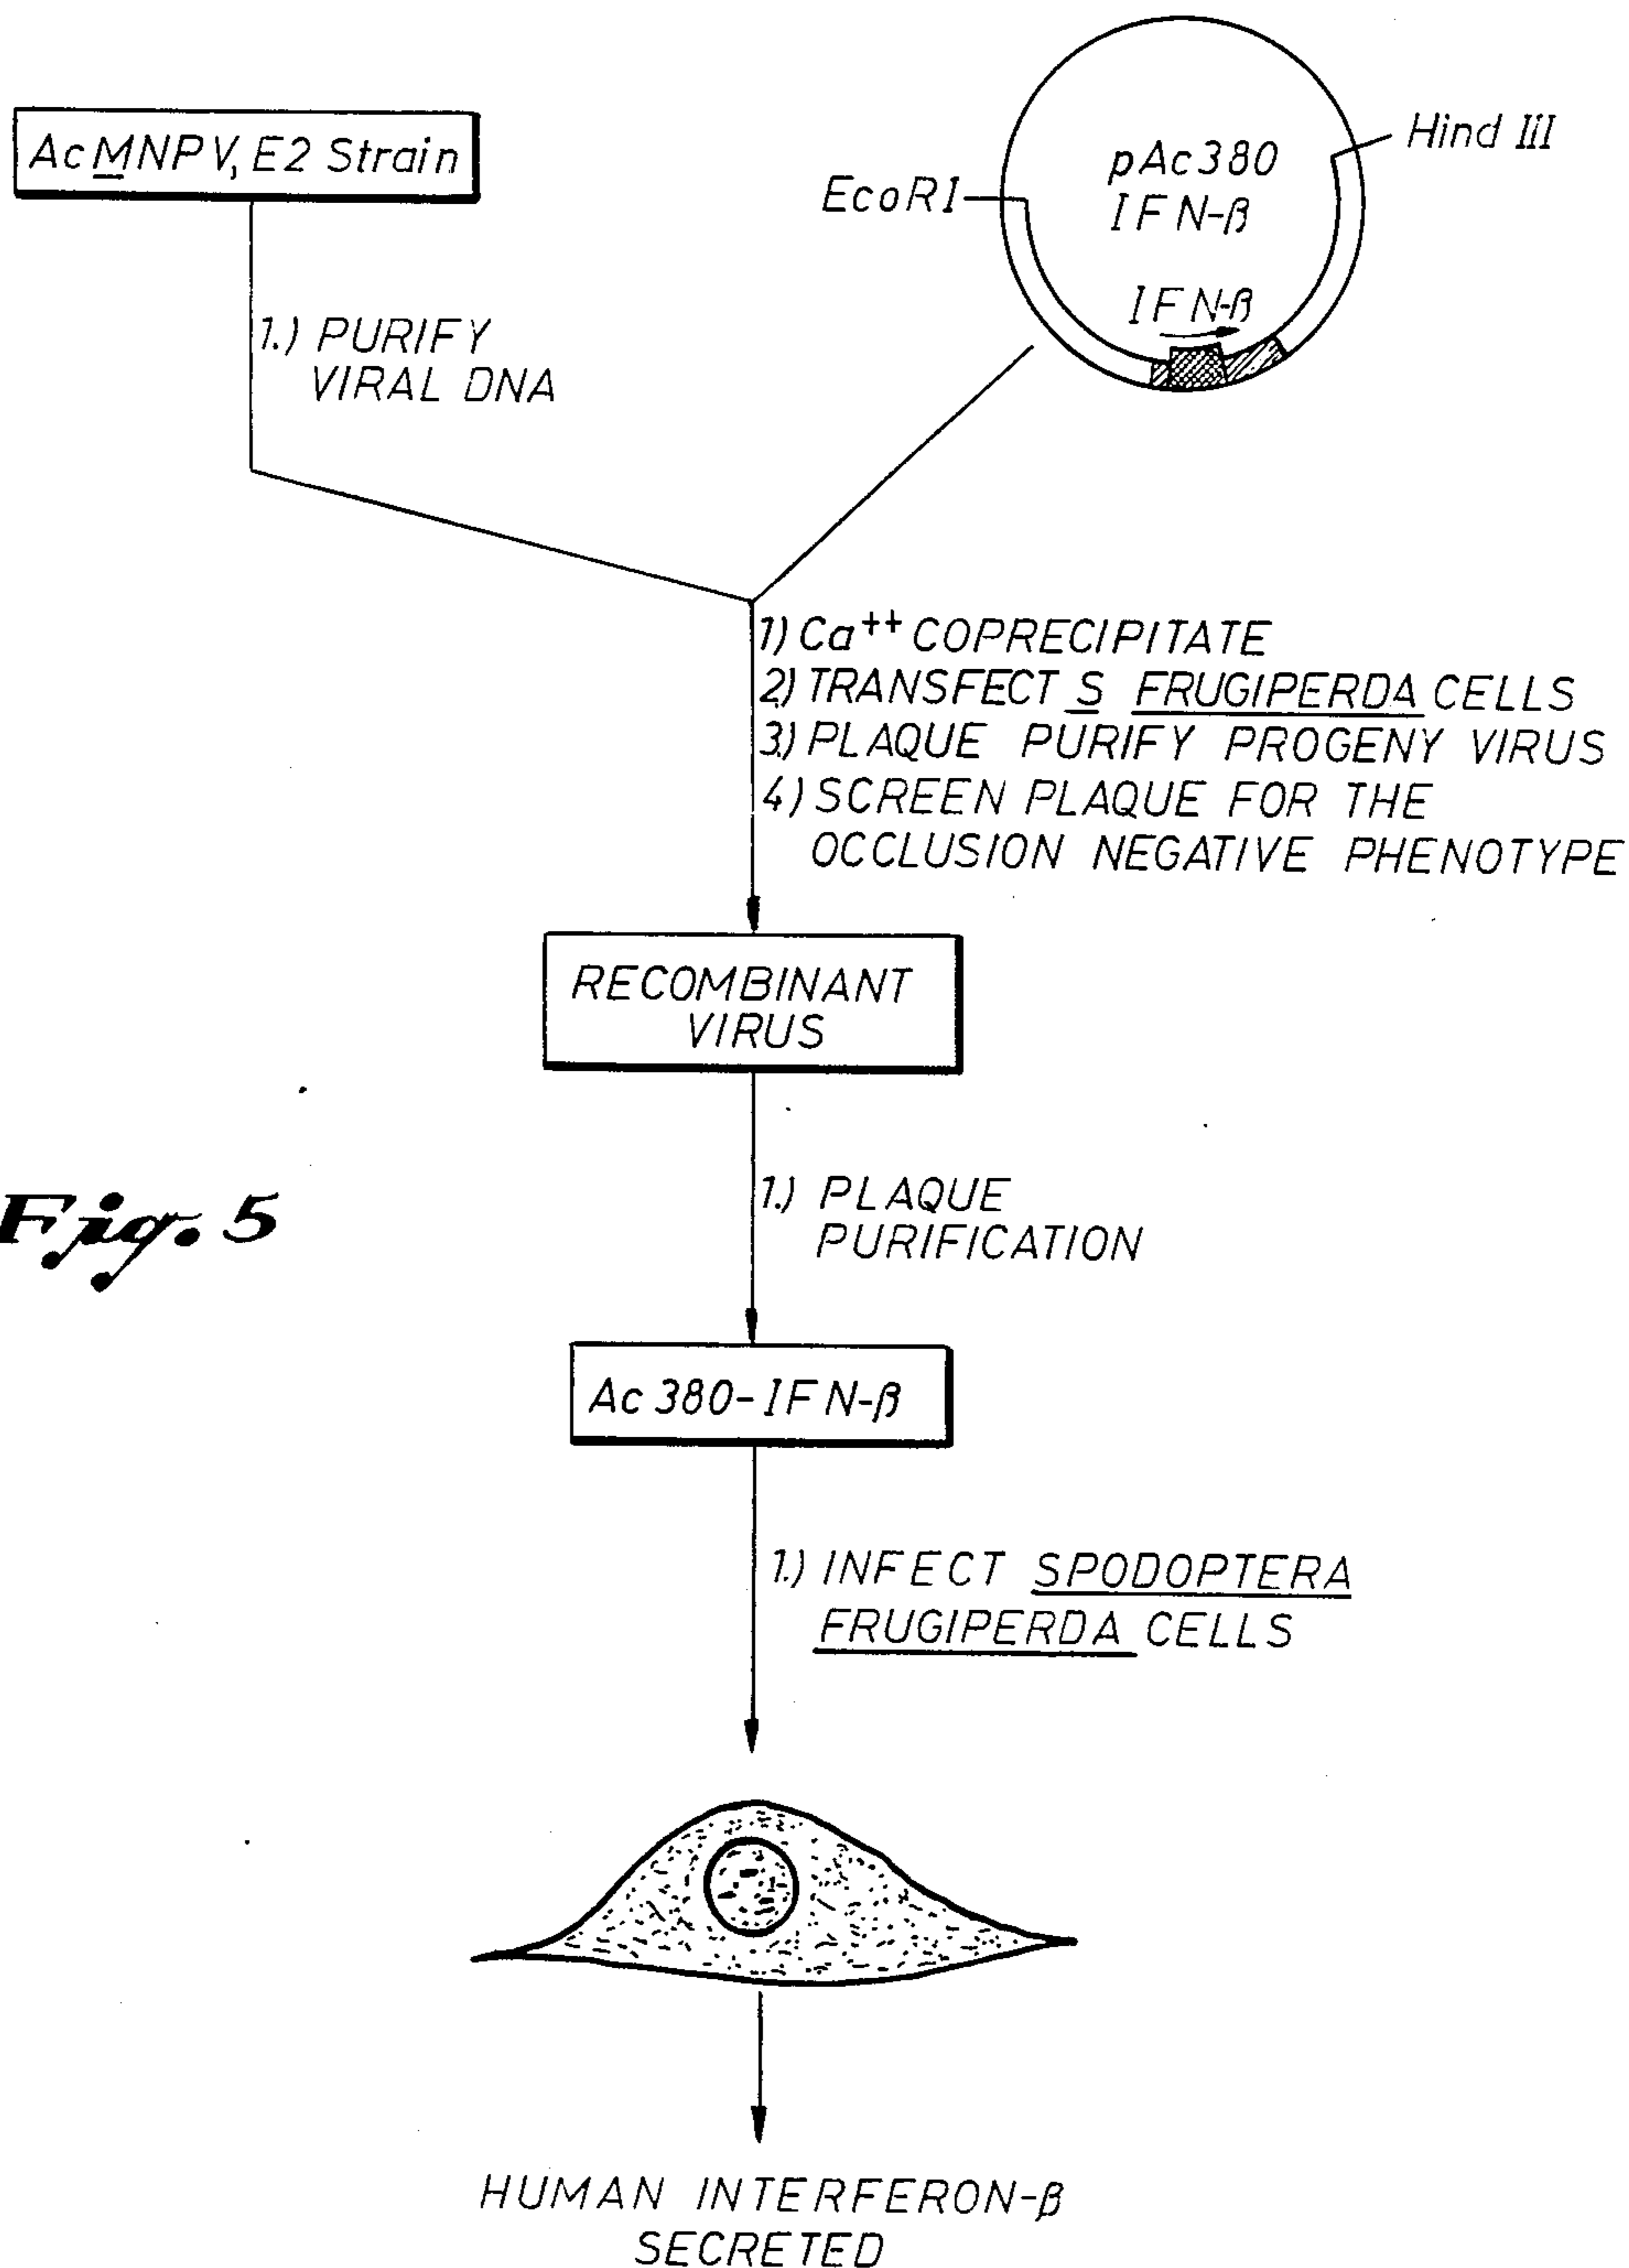 AcMNPV, E2 Strain
1.) PURIFY
VIRAL DNA
EcoRI
pAc380
IFN-β
IFN-β
Hind III
1) Ca++ COPRECIPITATE
2) TRANSFECT S FRUGIPERDA CELLS
3) PLAQUE PURIFY PROGENY VIRUS
4) SCREEN PLAQUE FOR THE
OCCLUSION NEGATIVE PHENOTYPE
RECOMBINANT
VIRUS
1.) PLAQUE
PURIFICATION
Fig. 5
Ac 380-IFN-β
1.) INFECT SPODOPTERA
FRUGIPERDA CELLS
HUMAN INTERFERON-β
SECRETED